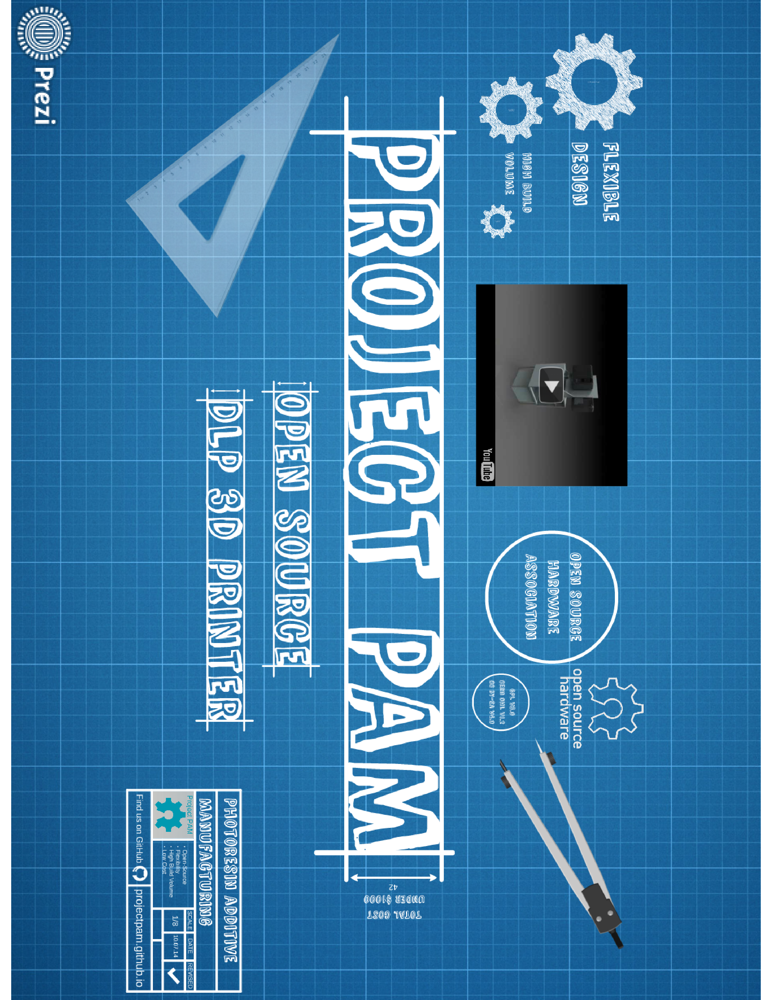 FLEXIBLE
DESIGN
HIGH BUILD
VOLUME
YouTube
OPEN SOURCE
HARDWARE
ASSOCIATION
open source
hardware
GPL V3.0
CERN OHL V1.2
CC BY-SA V4.0
PROJECT PAM
42
UNDER $1000
TOTAL COST
OPEN SOURCE
DLP 3D PRINTER
PHOTORESIN ADDITIVE
MANUFACTURING
Project PAM
• Open-Source
• Flexibility
• High Build Volume
• Low Cost
SCALE DATE REVISED
1/8 10.07.14
Find us on GitHub projectpam.github.io
Prezi